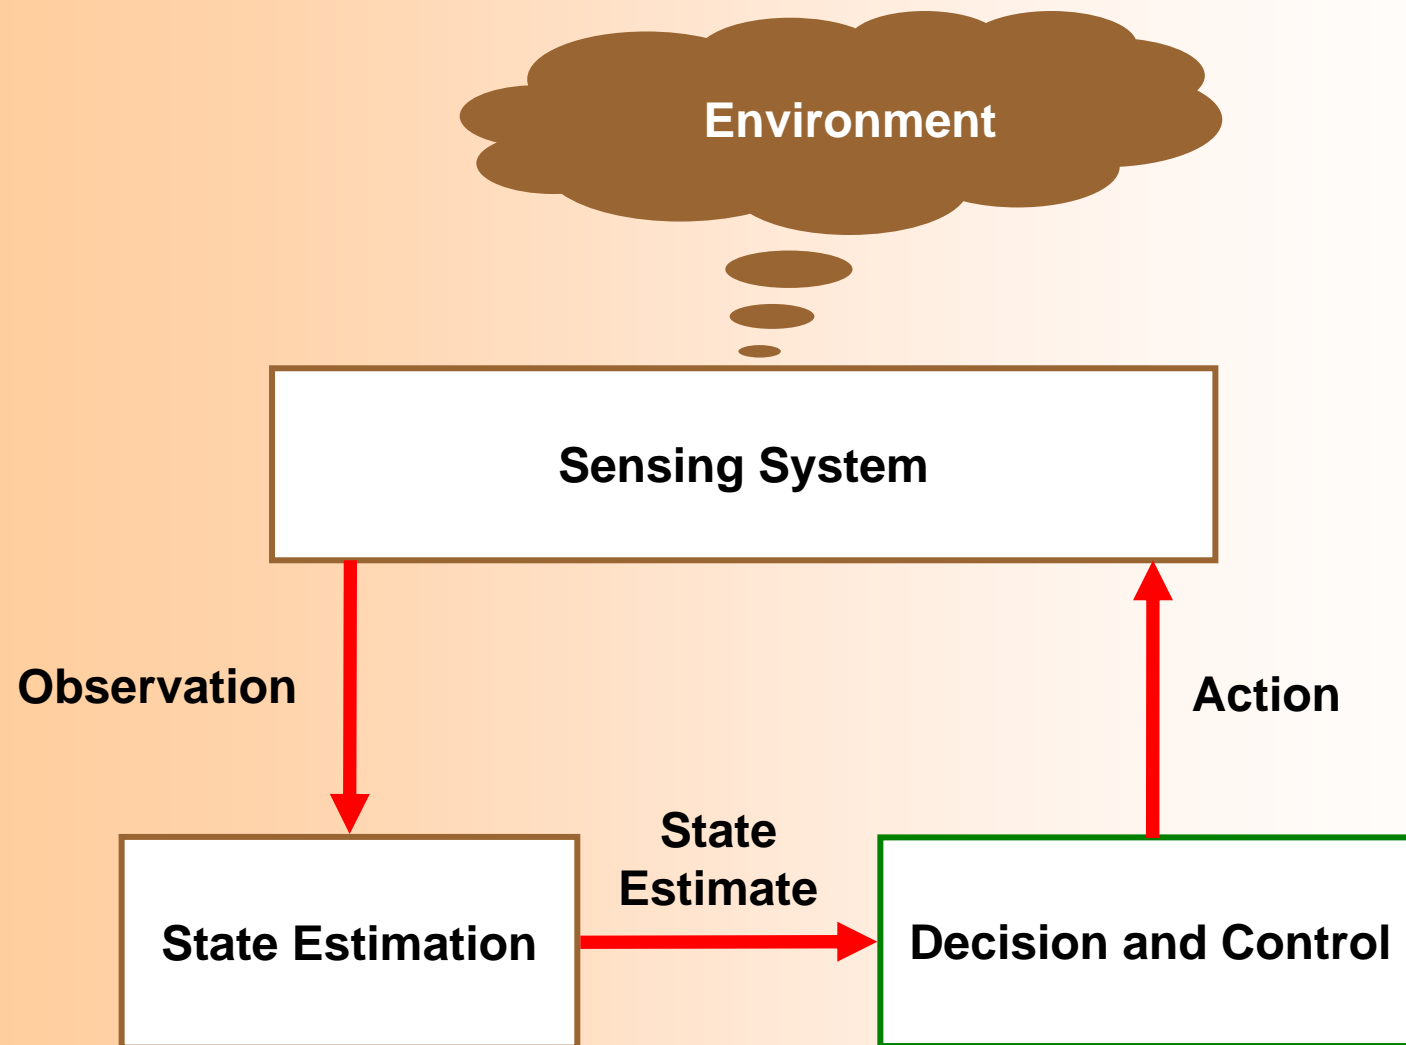 Environment
Sensing System
Observation
Action
State
Estimate
State Estimation
Decision and Control